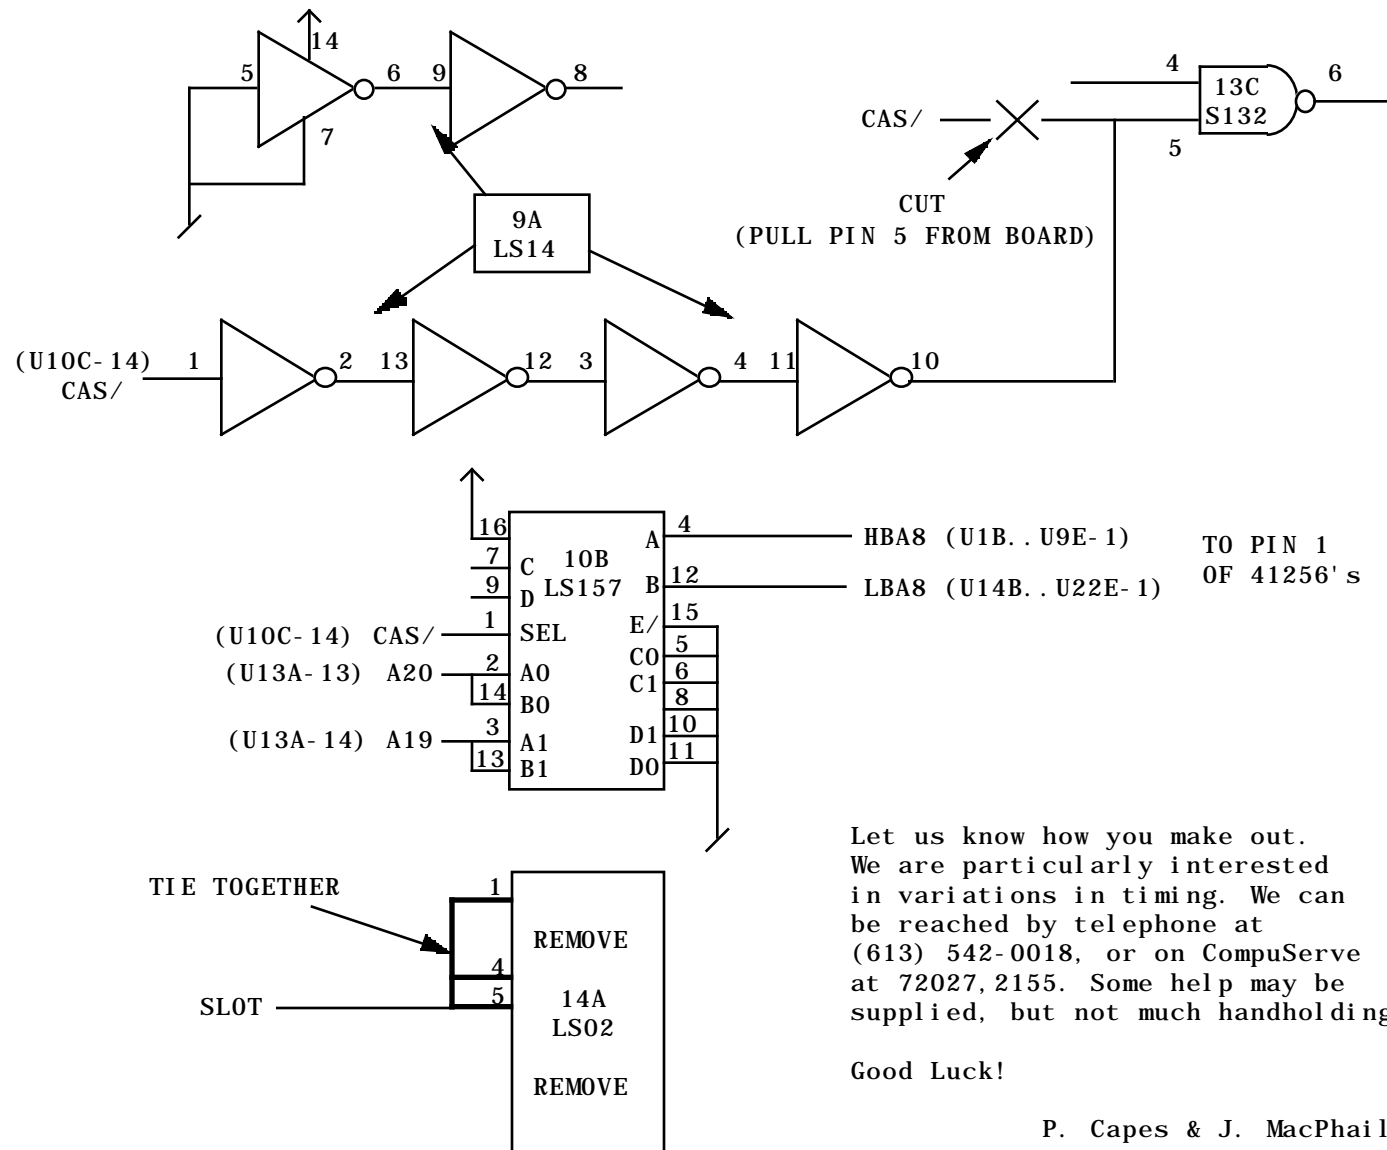 14
5
6 9
8
7
4
6
13C
S132
CAS/
5
CUT
(PULL PIN 5 FROM BOARD)
9A
LS14
(U10C-14)
CAS/
1
2 13
12 3
4 11
10
16
7
C
9
D
10B
LS157
A
4
HBA8 (U1B..U9E-1)
B
12
LBA8 (U14B..U22E-1)
TO PIN 1
OF 41256's
(U10C-14) CAS/
1
SEL
E/
15
(U13A-13) A20
2
A0
C0
5
14
B0
C1
6
8
(U13A-14) A19
3
A1
D1
10
13
B1
D0
11
TIE TOGETHER
1
REMOVE
4
5
14A
LS02
SLOT
REMOVE
Let us know how you make out.
We are particularly interested
in variations in timing. We can
be reached by telephone at
(613) 542-0018, or on CompuServe
at 72027,2155. Some help may be
supplied, but not much handholding
Good Luck!
P. Capes & J. MacPhail